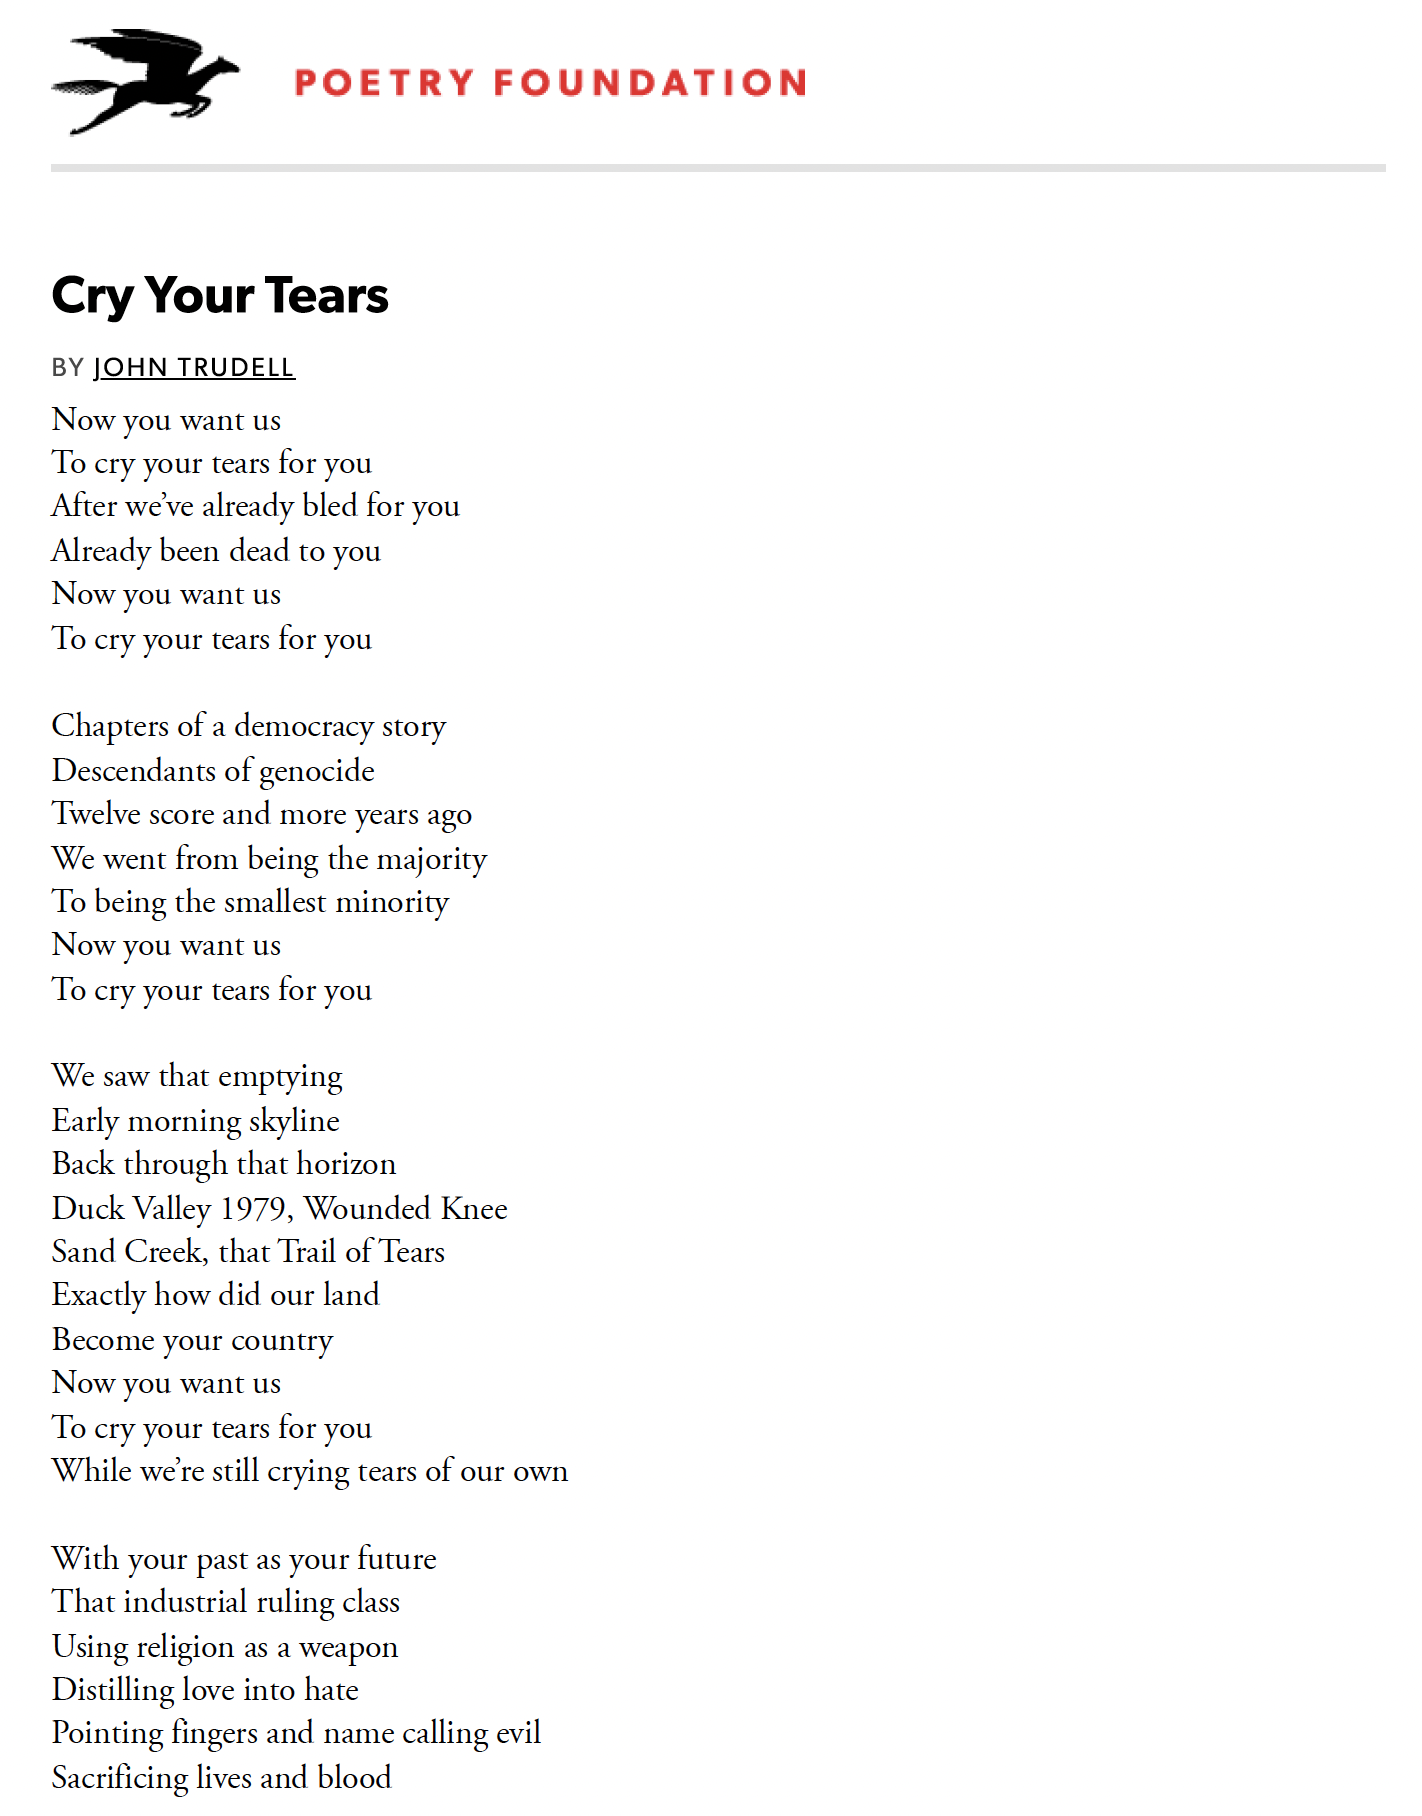 POETRY FOUNDATION
Cry Your Tears
BY JOHN TRUDELL
Now you want us
To cry your tears for you
After we’ve already bled for you
Already been dead to you
Now you want us
To cry your tears for you
Chapters of a democracy story
Descendants of genocide
Twelve score and more years ago
We went from being the majority
To being the smallest minority
Now you want us
To cry your tears for you
We saw that emptying
Early morning skyline
Back through that horizon
Duck Valley 1979, Wounded Knee
Sand Creek, that Trail of Tears
Exactly how did our land
Become your country
Now you want us
To cry your tears for you
While we’re still crying tears of our own
With your past as your future
That industrial ruling class
Using religion as a weapon
Distilling love into hate
Pointing fingers and name calling evil
Sacrificing lives and blood